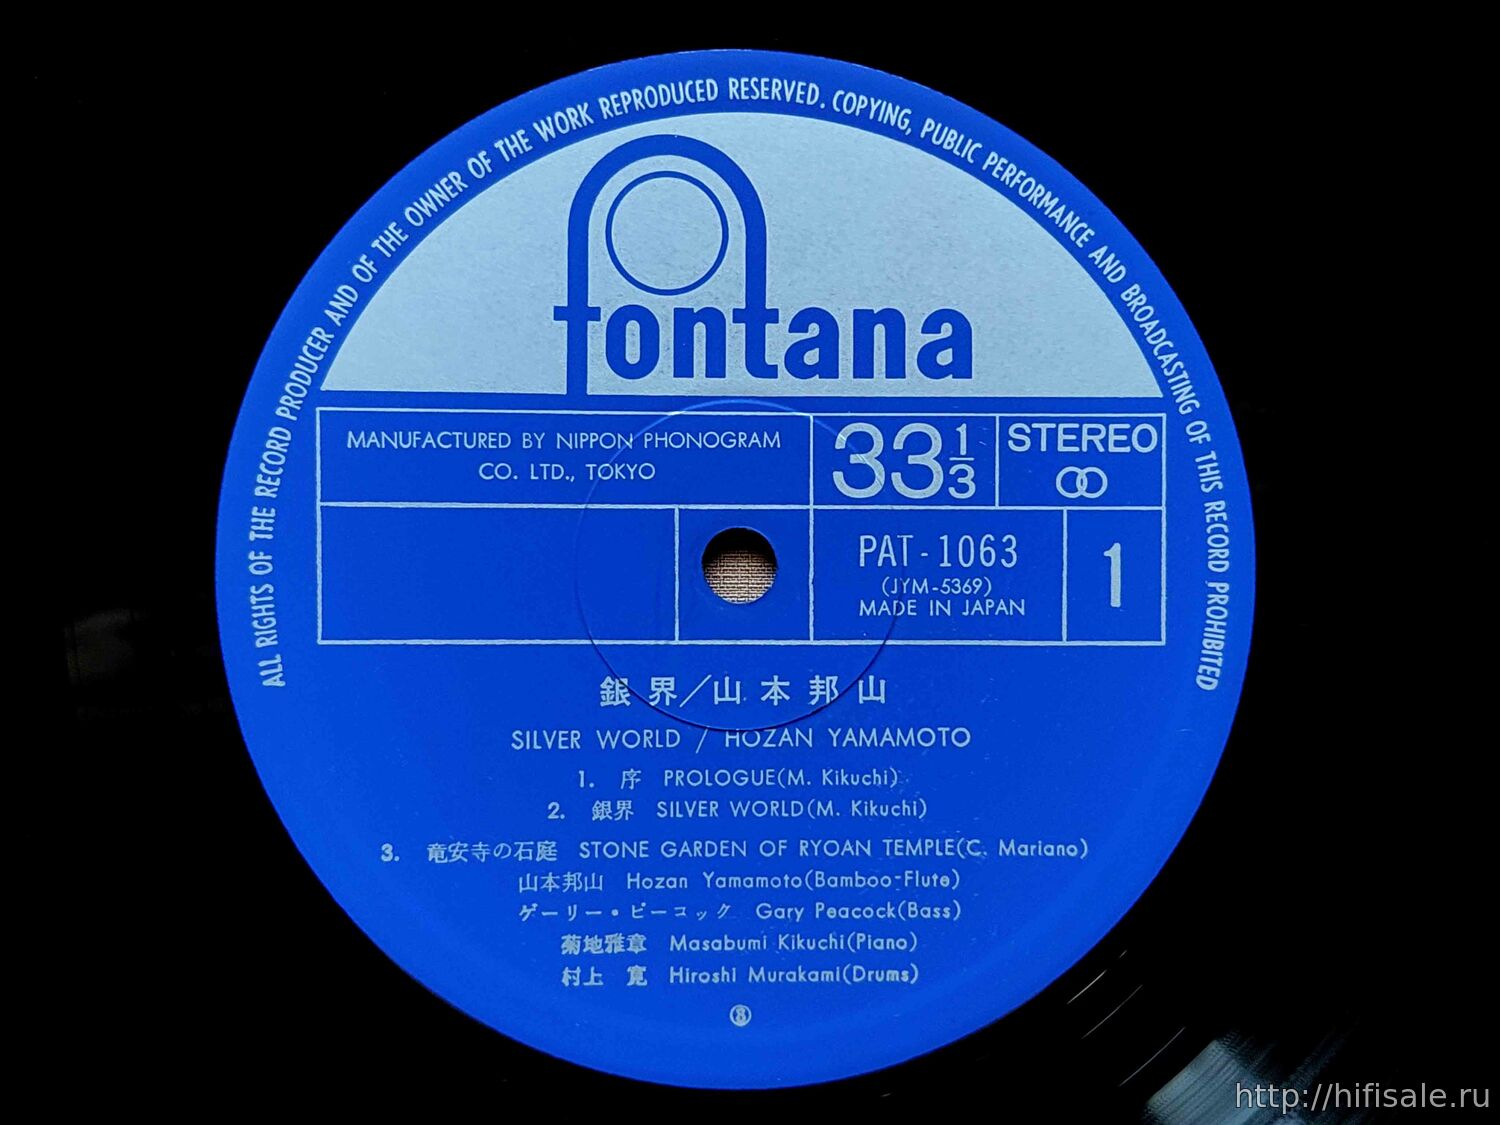 ALL RIGHTS OF THE RECORD PRODUCER AND OF THE OWNER OF THE WORK REPRODUCED RESERVED. COPYING, PUBLIC PERFORMANCE AND BROADCASTING OF THIS RECORD PROHIBITED
fontana
MANUFACTURED BY NIPPON PHONOGRAM
CO. LTD., TOKYO
33 1/3
STEREO
PAT-1063
(JYM-5369)
MADE IN JAPAN
1
銀界/山本邦山
SILVER WORLD / HOZAN YAMAMOTO
1. 序 PROLOGUE(M. Kikuchi)
2. 銀界 SILVER WORLD(M. Kikuchi)
3. 竜安寺の石庭 STONE GARDEN OF RYOAN TEMPLE(C. Mariano)
山本邦山 Hozan Yamamoto(Bamboo-Flute)
ゲーリー・ピーコック Gary Peacock(Bass)
菊地雅章 Masabumi Kikuchi(Piano)
村上 寛 Hiroshi Murakami(Drums)
http://hifisale.ru